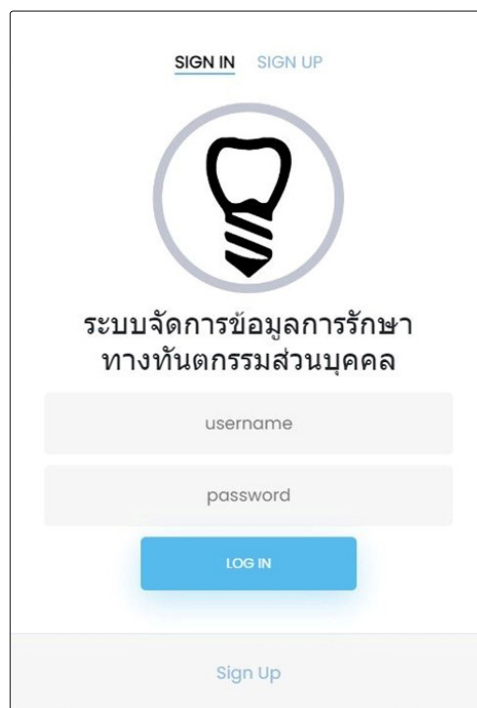 SIGN IN SIGN UP
ระบบจัดการข้อมูลการรักษา
ทางทันตกรรมส่วนบุคคล
username
password
LOG IN
Sign Up